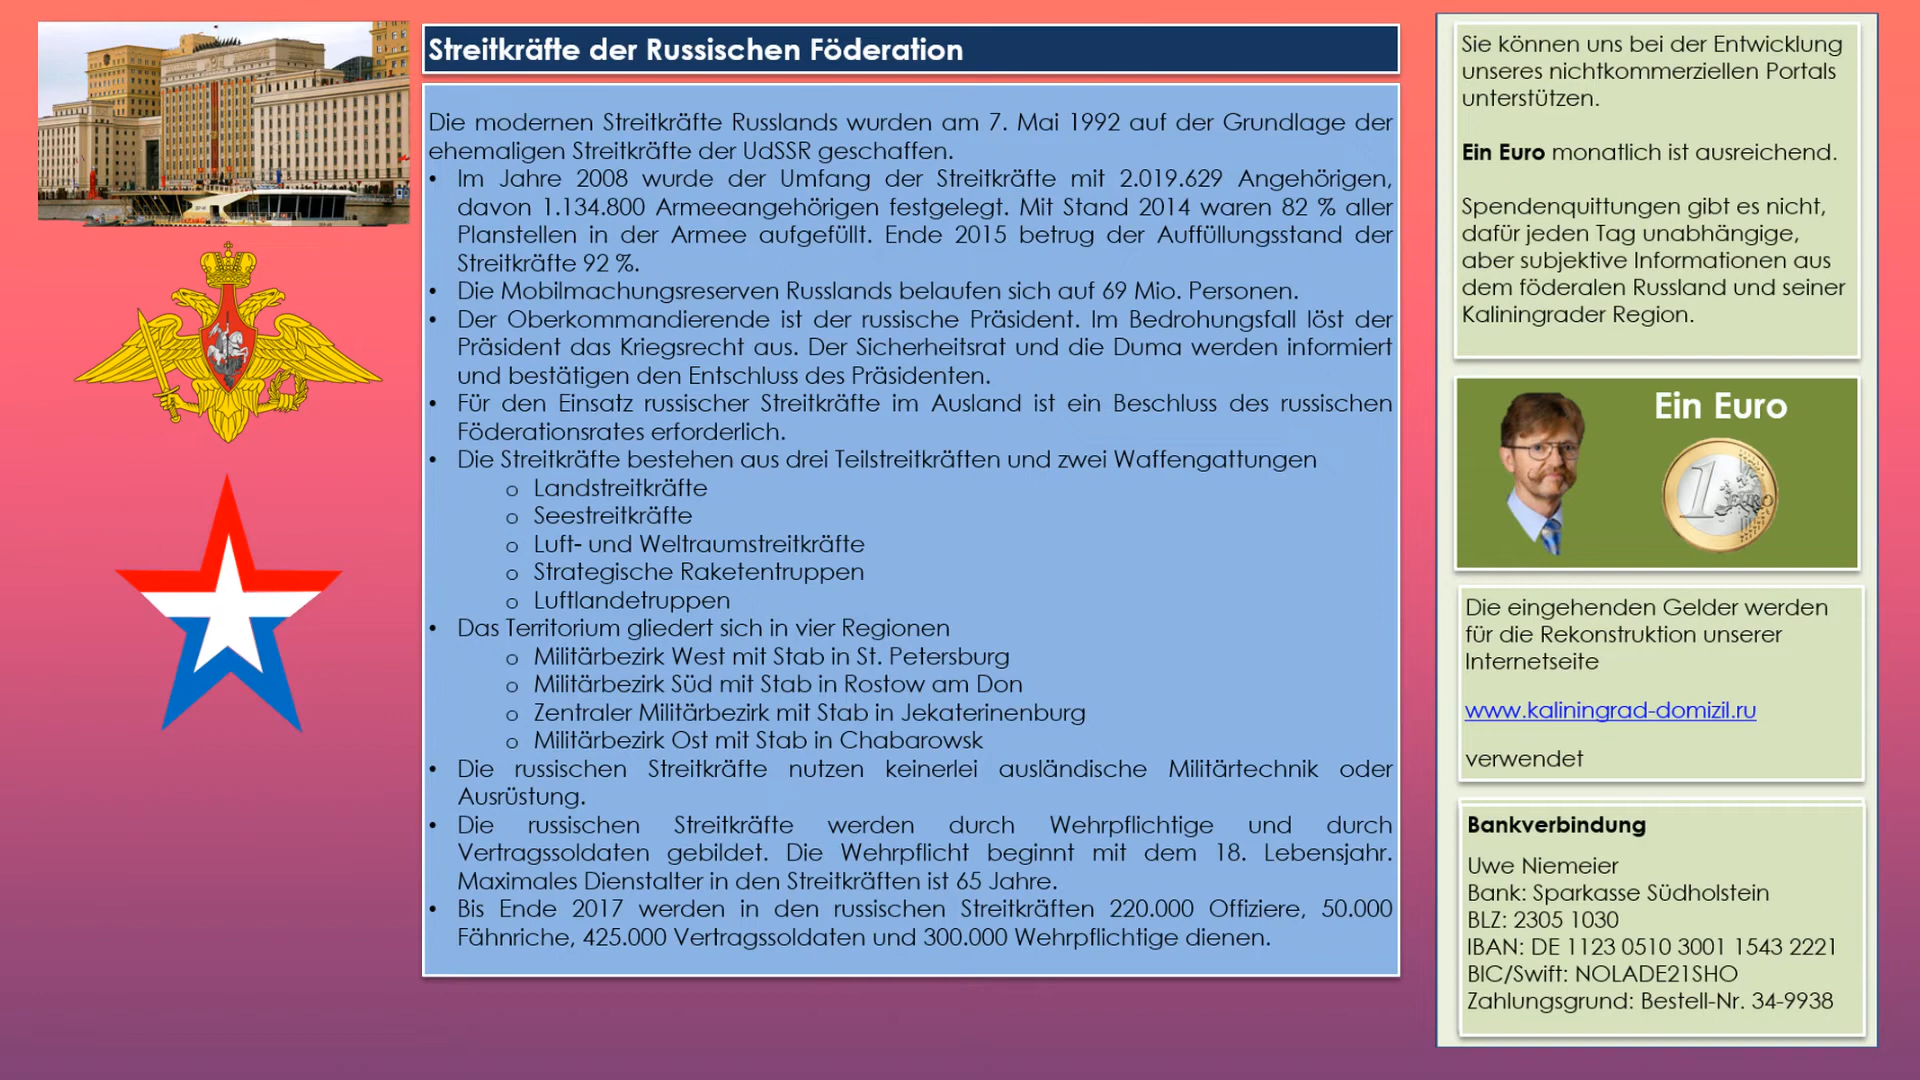 Streitkräfte der Russischen Föderation
Die modernen Streitkräfte Russlands wurden am 7. Mai 1992 auf der Grundlage der
ehemaligen Streitkräfte der UdSSR geschaffen.
• Im Jahre 2008 wurde der Umfang der Streitkräfte mit 2.019.629 Angehörigen,
davon 1.134.800 Armeeangehörigen festgelegt. Mit Stand 2014 waren 82 % aller
Planstellen in der Armee aufgefüllt. Ende 2015 betrug der Auffüllungsstand der
Streitkräfte 92 %.
• Die Mobilmachungsreserven Russlands belaufen sich auf 69 Mio. Personen.
• Der Oberkommandierende ist der russische Präsident. Im Bedrohungsfall löst der
Präsident das Kriegsrecht aus. Der Sicherheitsrat und die Duma werden informiert
und bestätigen den Entschluss des Präsidenten.
• Für den Einsatz russischer Streitkräfte im Ausland ist ein Beschluss des russischen
Föderationsrates erforderlich.
• Die Streitkräfte bestehen aus drei Teilstreitkräften und zwei Waffengattungen
o Landstreitkräfte
o Seestreitkräfte
o Luft- und Weltraumstreitkräfte
o Strategische Raketentruppen
o Luftlandetruppen
• Das Territorium gliedert sich in vier Regionen
o Militärbezirk West mit Stab in St. Petersburg
o Militärbezirk Süd mit Stab in Rostow am Don
o Zentraler Militärbezirk mit Stab in Jekaterinenburg
o Militärbezirk Ost mit Stab in Chabarowsk
• Die russischen Streitkräfte nutzen keinerlei ausländische Militärtechnik oder
Ausrüstung.
• Die russischen Streitkräfte werden durch Wehrpflichtige und durch
Vertragssoldaten gebildet. Die Wehrpflicht beginnt mit dem 18. Lebensjahr.
Maximales Dienstalter in den Streitkräften ist 65 Jahre.
• Bis Ende 2017 werden in den russischen Streitkräften 220.000 Offiziere, 50.000
Fähnriche, 425.000 Vertragssoldaten und 300.000 Wehrpflichtige dienen.
Sie können uns bei der Entwicklung
unseres nichtkommerziellen Portals
unterstützen.
Ein Euro monatlich ist ausreichend.
Spendenquittungen gibt es nicht,
dafür jeden Tag unabhängige,
aber subjektive Informationen aus
dem föderalen Russland und seiner
Kaliningrader Region.
Ein Euro
1 EURO
Die eingehenden Gelder werden
für die Rekonstruktion unserer
Internetseite
www.kaliningrad-domizil.ru
verwendet
Bankverbindung
Uwe Niemeier
Bank: Sparkasse Südholstein
BLZ: 2305 1030
IBAN: DE 1123 0510 3001 1543 2221
BIC/Swift: NOLADE21SHO
Zahlungsgrund: Bestell-Nr. 34-9938